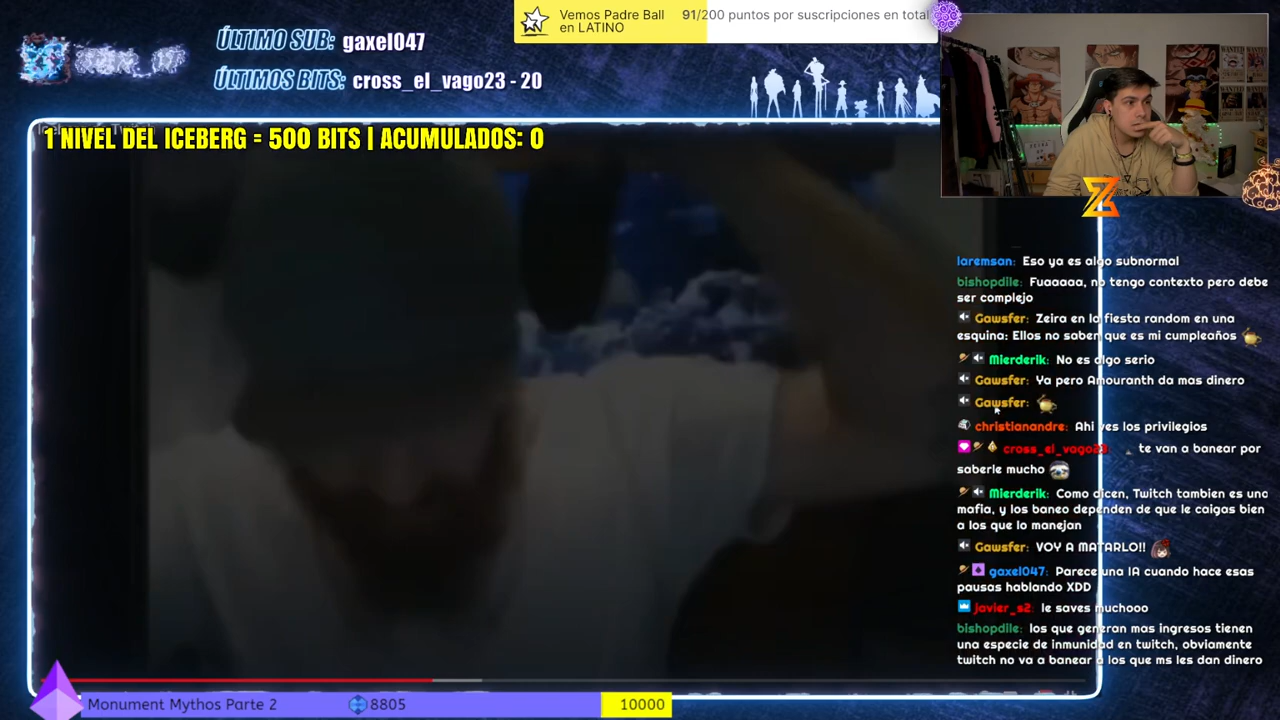 Vemos Padre Ball
en LATINO
91/200 puntos por suscripciones en total
ÚLTIMO SUB: gaxel047
ÚLTIMOS BITS: cross_el_vago23 - 20
1 NIVEL DEL ICEBERG = 500 BITS | ACUMULADOS: 0
laremsan: Eso ya es algo subnormal
bishopdile: Fuaaaaa, no tengo contexto pero debe
ser complejo
Gawsfer: Zeira en la fiesta random en una
esquina: Ellos no saben que es mi cumpleaños
Mierderik: No es algo serio
Gawsfer: Ya pero Amouranth da mas dinero
Gawsfer:
christianandre: Ahi ves los privilegios
cross_el_vago23 te van a banear por
saberle mucho
Mierderik: Como dicen, Twitch tambien es una
mafia, y los baneo dependen de que le caigas bien
a los que lo manejan
Gawsfer: VOY A MATARLO!!
gaxel047: Parece una IA cuando hace esas
pausas hablando XDD
javier_s2: le saves muchooo
bishopdile: los que generan mas ingresos tienen
una especie de inmunidad en twitch, obviamente
twitch no va a banear a los que ms les dan dinero
Monument Mythos Parte 2
8805
10000